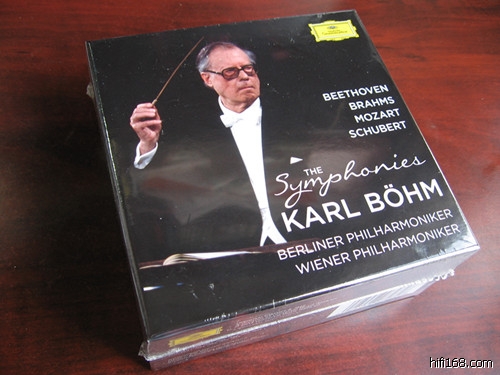 BEETHOVEN
BRAHMS
MOZART
SCHUBERT
THE
Symphonies
KARL BÖHM
BERLINER PHILHARMONIKER
WIENER PHILHARMONIKER
hifi168.com